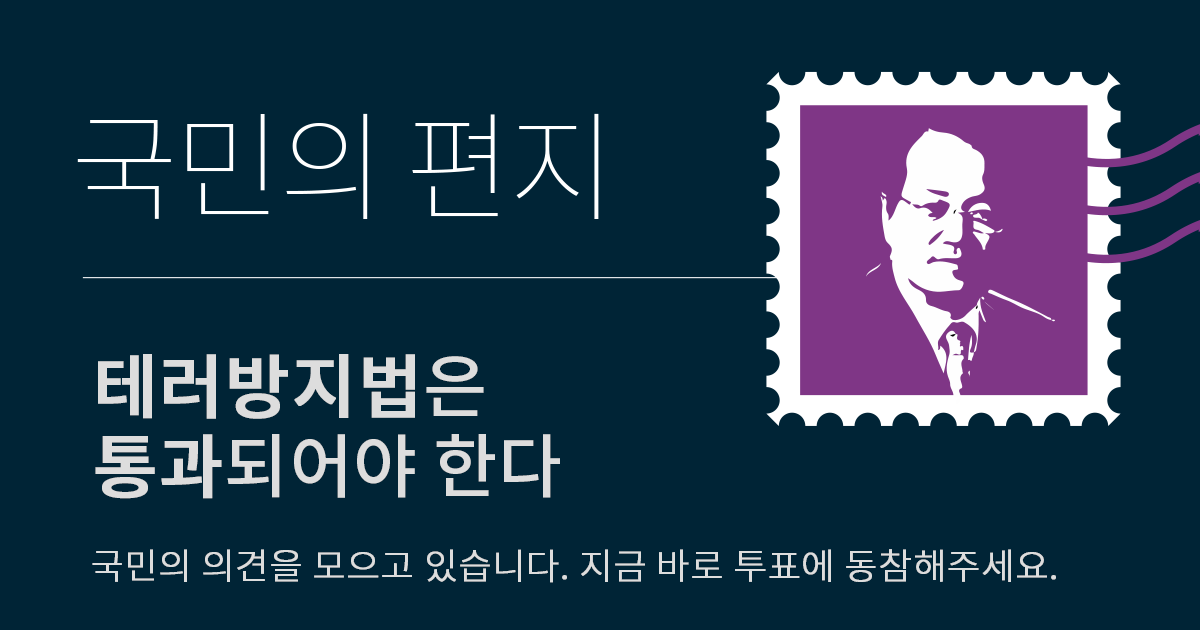 국민의 편지
테러방지법은
통과되어야 한다
국민의 의견을 모으고 있습니다. 지금 바로 투표에 동참해주세요.